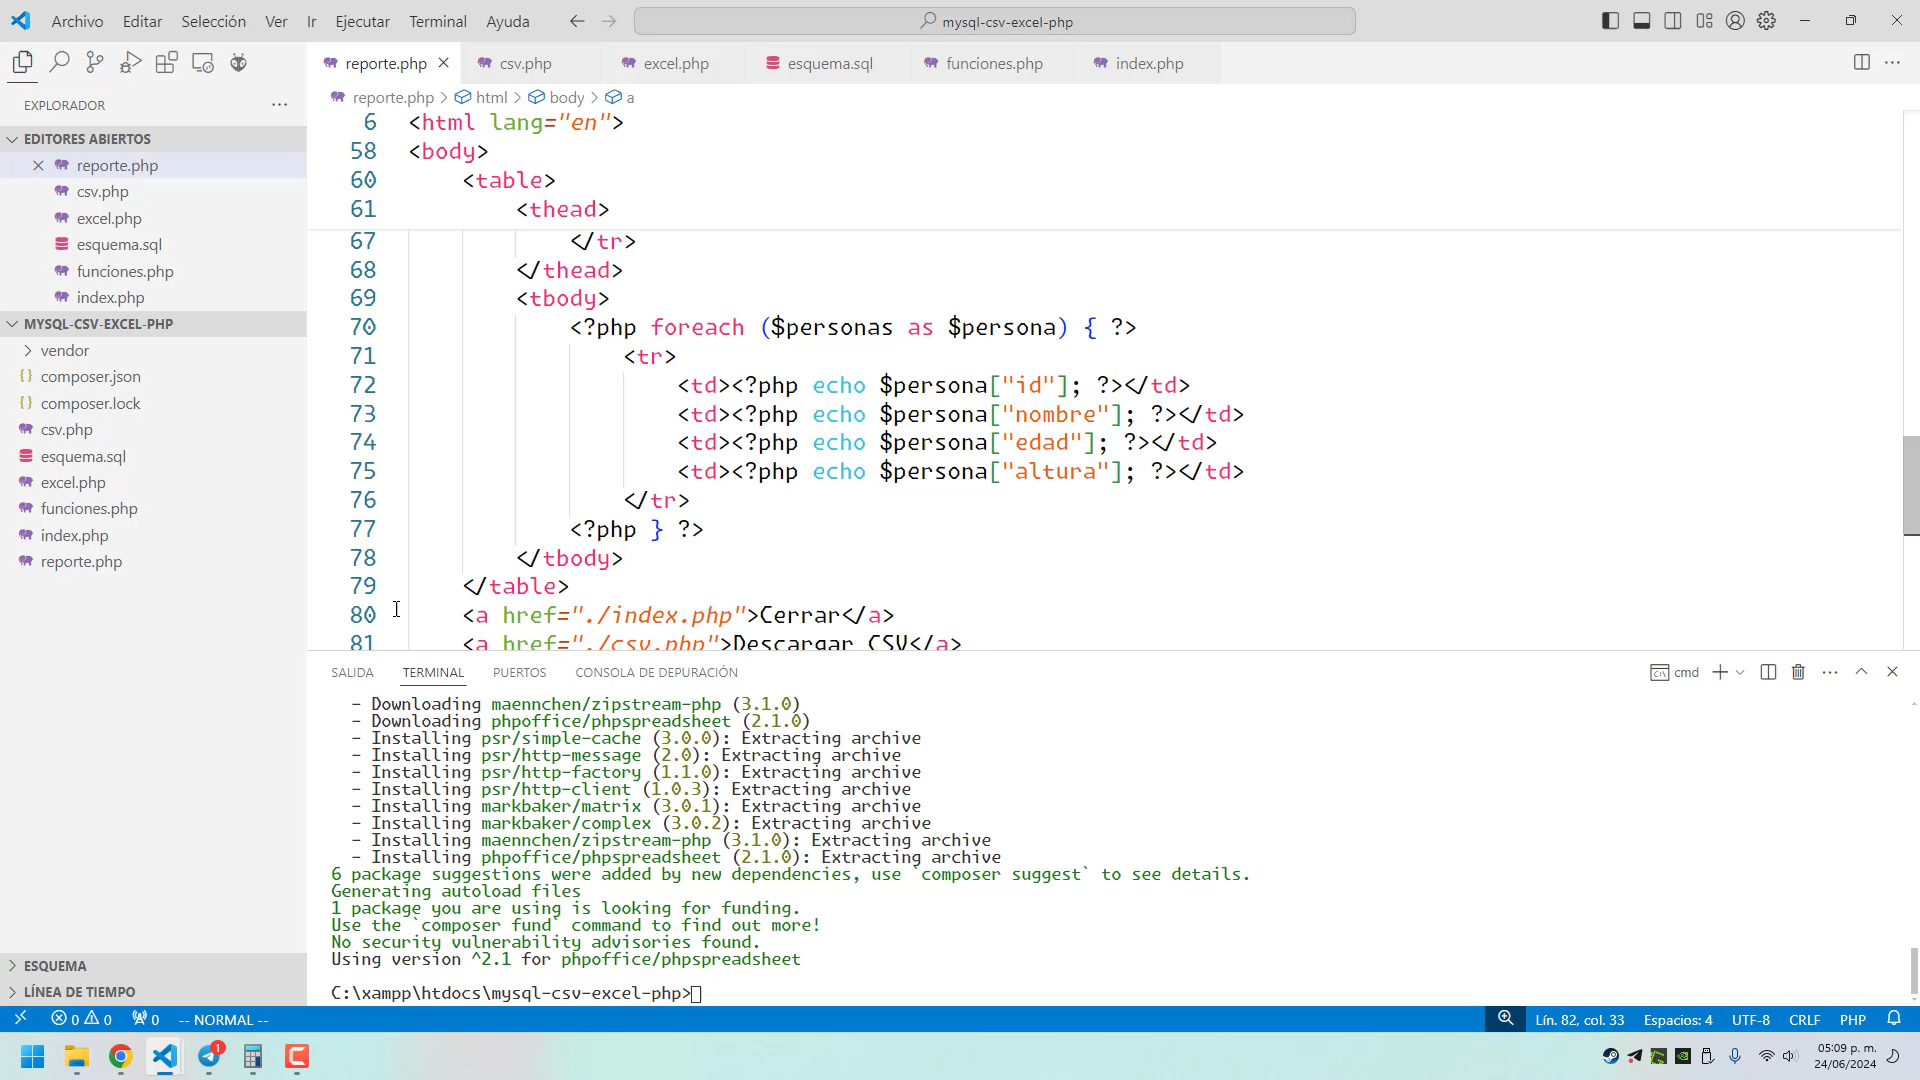 Archivo Editar Selección Ver Ir Ejecutar Terminal Ayuda mysql-csv-excel-php
reporte.php csv.php excel.php esquema.sql funciones.php index.php
EXPLORADOR
reporte.php > html > body > a
EDITORES ABIERTOS
reporte.php
csv.php
excel.php
esquema.sql
funciones.php
index.php
MYSQL-CSV-EXCEL-PHP
vendor
composer.json
composer.lock
csv.php
esquema.sql
excel.php
funciones.php
index.php
reporte.php
ESQUEMA
LÍNEA DE TIEMPO
6 <html lang="en">
58 <body>
60 <table>
61 <thead>
67 </tr>
68 </thead>
69 <tbody>
70 <?php foreach ($personas as $persona) { ?>
71 <tr>
72 <td><?php echo $persona["id"]; ?></td>
73 <td><?php echo $persona["nombre"]; ?></td>
74 <td><?php echo $persona["edad"]; ?></td>
75 <td><?php echo $persona["altura"]; ?></td>
76 </tr>
77 <?php } ?>
78 </tbody>
79 </table>
80 <a href="./index.php">Cerrar</a>
81 <a href="./csv.php">Descargar CSV</a>
SALIDA TERMINAL PUERTOS CONSOLA DE DEPURACIÓN cmd
- Downloading maennchen/zipstream-php (3.1.0)
- Downloading phpoffice/phpspreadsheet (2.1.0)
- Installing psr/simple-cache (3.0.0): Extracting archive
- Installing psr/http-message (2.0): Extracting archive
- Installing psr/http-factory (1.1.0): Extracting archive
- Installing psr/http-client (1.0.3): Extracting archive
- Installing markbaker/matrix (3.0.1): Extracting archive
- Installing markbaker/complex (3.0.2): Extracting archive
- Installing maennchen/zipstream-php (3.1.0): Extracting archive
- Installing phpoffice/phpspreadsheet (2.1.0): Extracting archive
6 package suggestions were added by new dependencies, use `composer suggest` to see details.
Generating autoload files
1 package you are using is looking for funding.
Use the `composer fund` command to find out more!
No security vulnerability advisories found.
Using version ^2.1 for phpoffice/phpspreadsheet
C:\xampp\htdocs\mysql-csv-excel-php>
0 0 0 -- NORMAL -- Lín. 82, col. 33 Espacios: 4 UTF-8 CRLF PHP
1
05:09 p. m.
24/06/2024